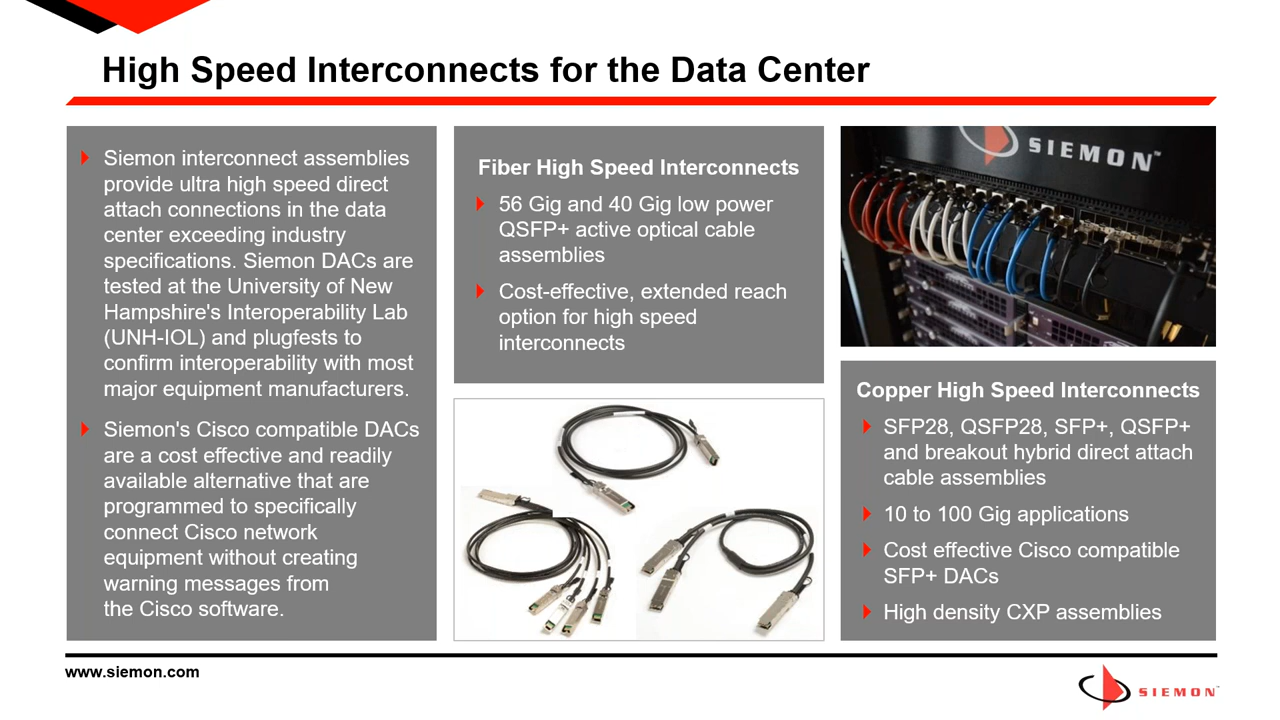 High Speed Interconnects for the Data Center
Siemon interconnect assemblies
provide ultra high speed direct
attach connections in the data
center exceeding industry
specifications. Siemon DACs are
tested at the University of New
Hampshire's Interoperability Lab
(UNH-IOL) and plugfests to
confirm interoperability with most
major equipment manufacturers.
Siemon's Cisco compatible DACs
are a cost effective and readily
available alternative that are
programmed to specifically
connect Cisco network
equipment without creating
warning messages from
the Cisco software.
Fiber High Speed Interconnects
56 Gig and 40 Gig low power
QSFP+ active optical cable
assemblies
Cost-effective, extended reach
option for high speed
interconnects
SIEMON™
Copper High Speed Interconnects
SFP28, QSFP28, SFP+, QSFP+
and breakout hybrid direct attach
cable assemblies
10 to 100 Gig applications
Cost effective Cisco compatible
SFP+ DACs
High density CXP assemblies
www.siemon.com
SIEMON™